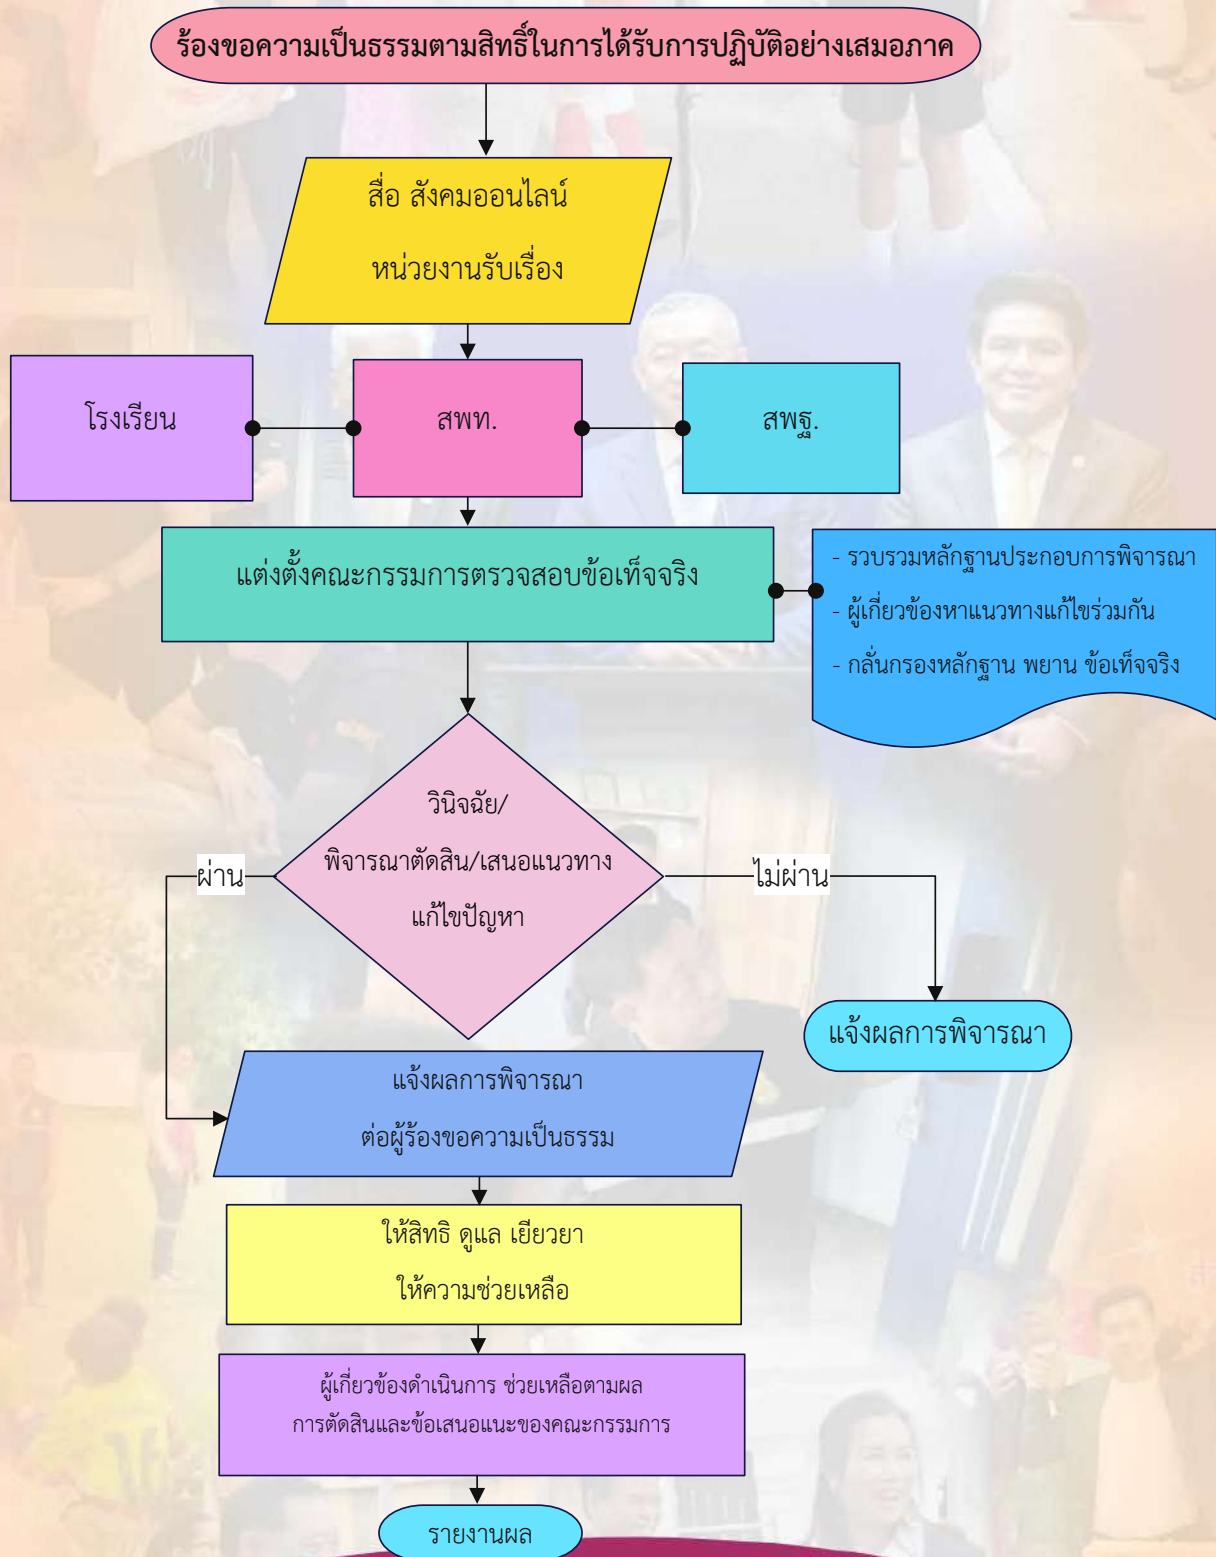 ร้องขอความเป็นธรรมตามสิทธิ์ในการได้รับการปฏิบัติอย่างเสมอภาค
สื่อ สังคมออนไลน์
หน่วยงานรับเรื่อง
โรงเรียน
สพท.
สพฐ.
แต่งตั้งคณะกรรมการตรวจสอบข้อเท็จจริง
- รวบรวมหลักฐานประกอบการพิจารณา
- ผู้เกี่ยวข้องหาแนวทางแก้ไขร่วมกัน
- กลั่นกรองหลักฐาน พยาน ข้อเท็จจริง
วินิจฉัย/
พิจารณาตัดสิน/เสนอแนวทาง
แก้ไขปัญหา
ผ่าน
ไม่ผ่าน
แจ้งผลการพิจารณา
แจ้งผลการพิจารณา
ต่อผู้ร้องขอความเป็นธรรม
ให้สิทธิ ดูแล เยียวยา
ให้ความช่วยเหลือ
ผู้เกี่ยวข้องดำเนินการ ช่วยเหลือตามผล
การตัดสินและข้อเสนอแนะของคณะกรรมการ
รายงานผล